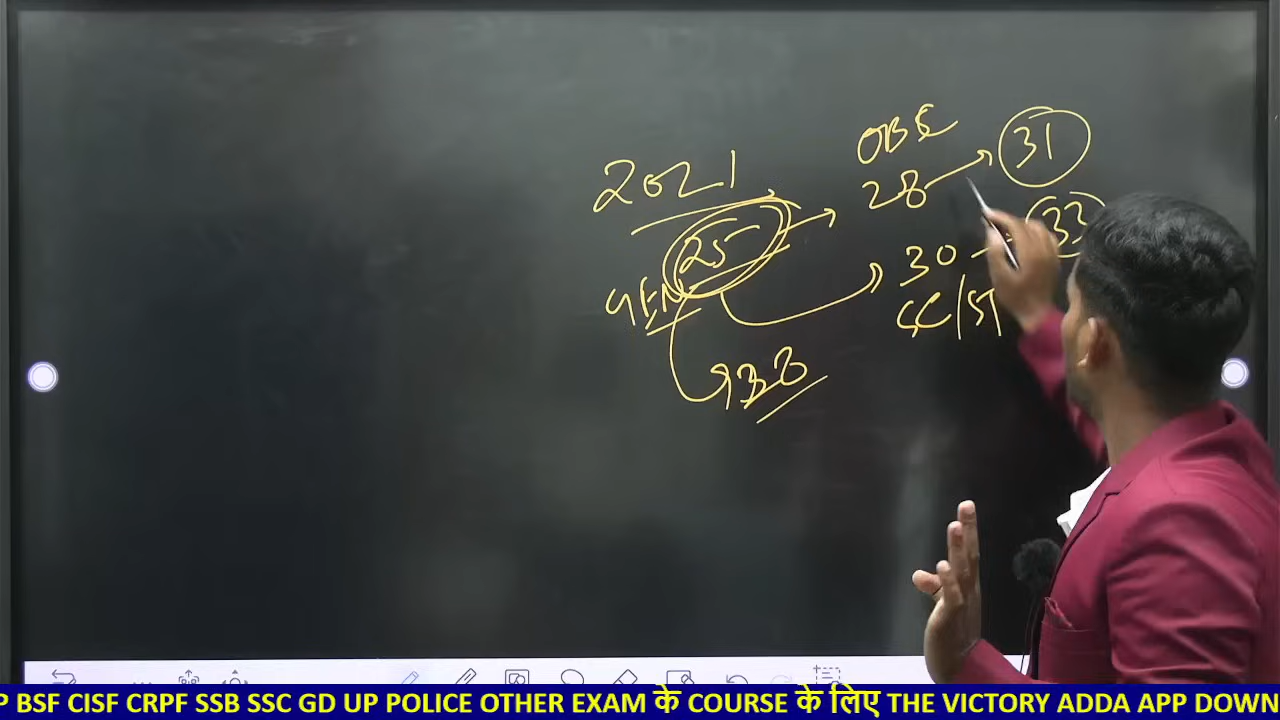 OBC
31
2021
28
33
25
30
GEN
SC/ST
28
P BSF CISF CRPF SSB SSC GD UP POLICE OTHER EXAM के COURSE के लिए THE VICTORY ADDA APP DOWN